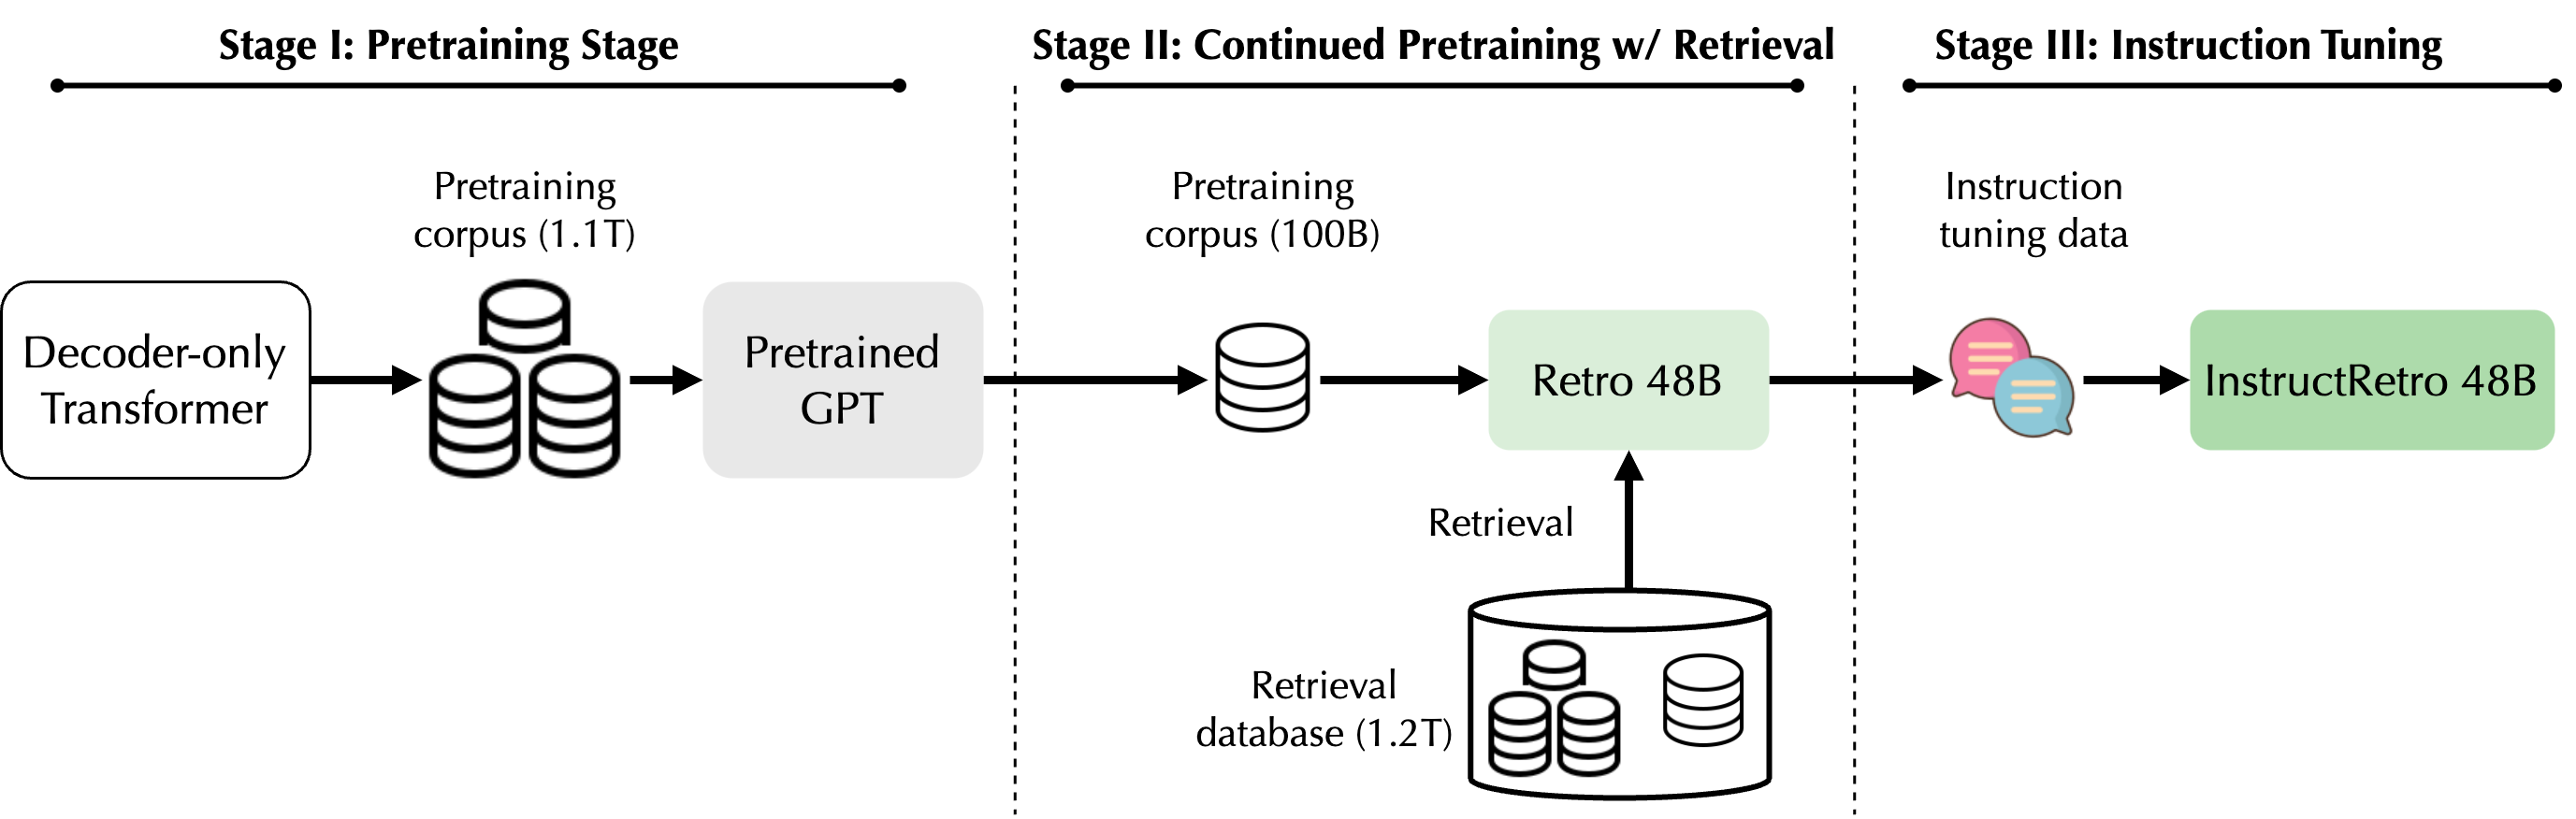 Stage I: Pretraining Stage
Stage II: Continued Pretraining w/ Retrieval
Stage III: Instruction Tuning
Pretraining
corpus (1.1T)
Pretraining
corpus (100B)
Instruction
tuning data
Decoder-only
Transformer
Pretrained
GPT
Retro 48B
InstructRetro 48B
Retrieval
Retrieval
database (1.2T)